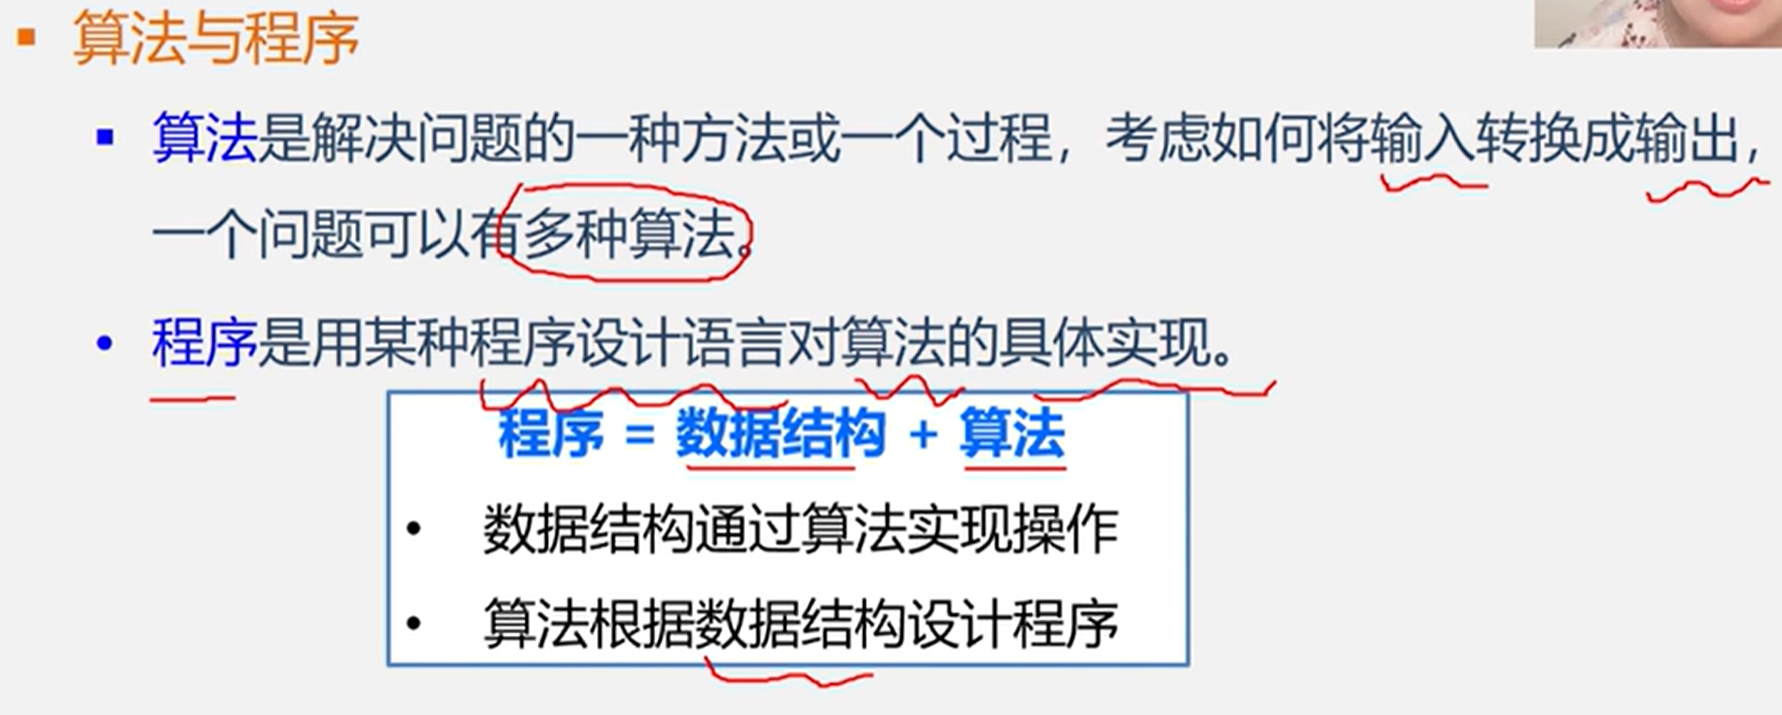 ▪ 算法与程序
▪ 算法是解决问题的一种方法或一个过程，考虑如何将输入转换成输出，
一个问题可以有多种算法。
• 程序是用某种程序设计语言对算法的具体实现。
程序 = 数据结构 + 算法
• 数据结构通过算法实现操作
• 算法根据数据结构设计程序